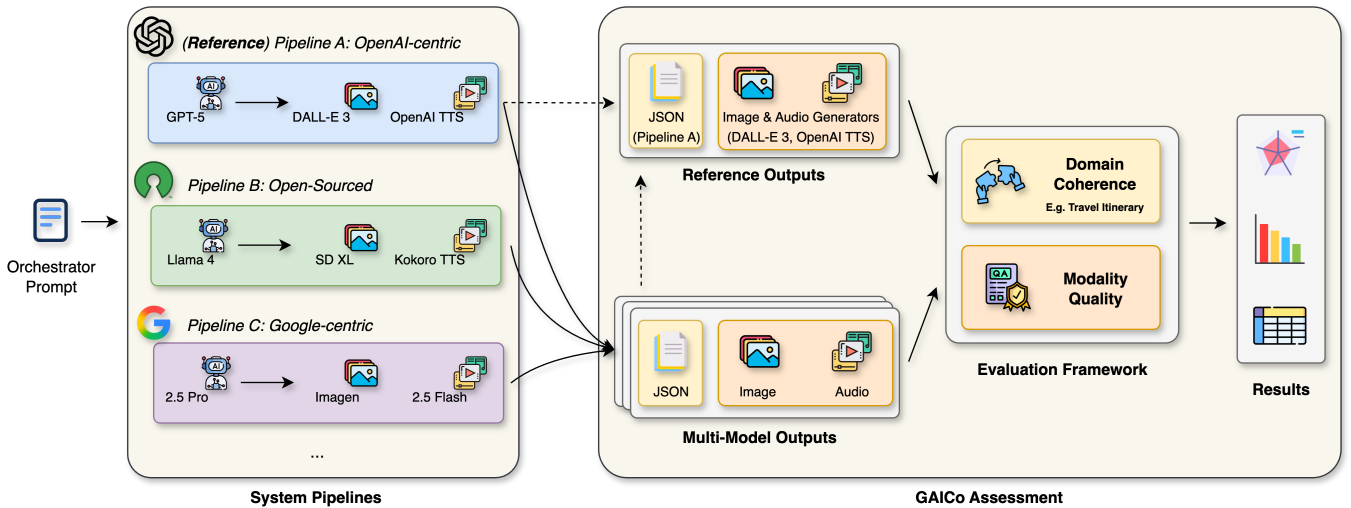 (Reference) Pipeline A: OpenAI-centric
AI
GPT-5
DALL-E 3
OpenAI TTS
Pipeline B: Open-Sourced
AI
Llama 4
SD XL
Kokoro TTS
Pipeline C: Google-centric
AI
2.5 Pro
Imagen
2.5 Flash
...
System Pipelines
Orchestrator
Prompt
JSON
(Pipeline A)
Image & Audio Generators
(DALL-E 3, OpenAI TTS)
Reference Outputs
JSON
Image
Audio
Multi-Model Outputs
Domain
Coherence
E.g. Travel Itinerary
QA
Modality
Quality
Evaluation Framework
Results
GAICo Assessment